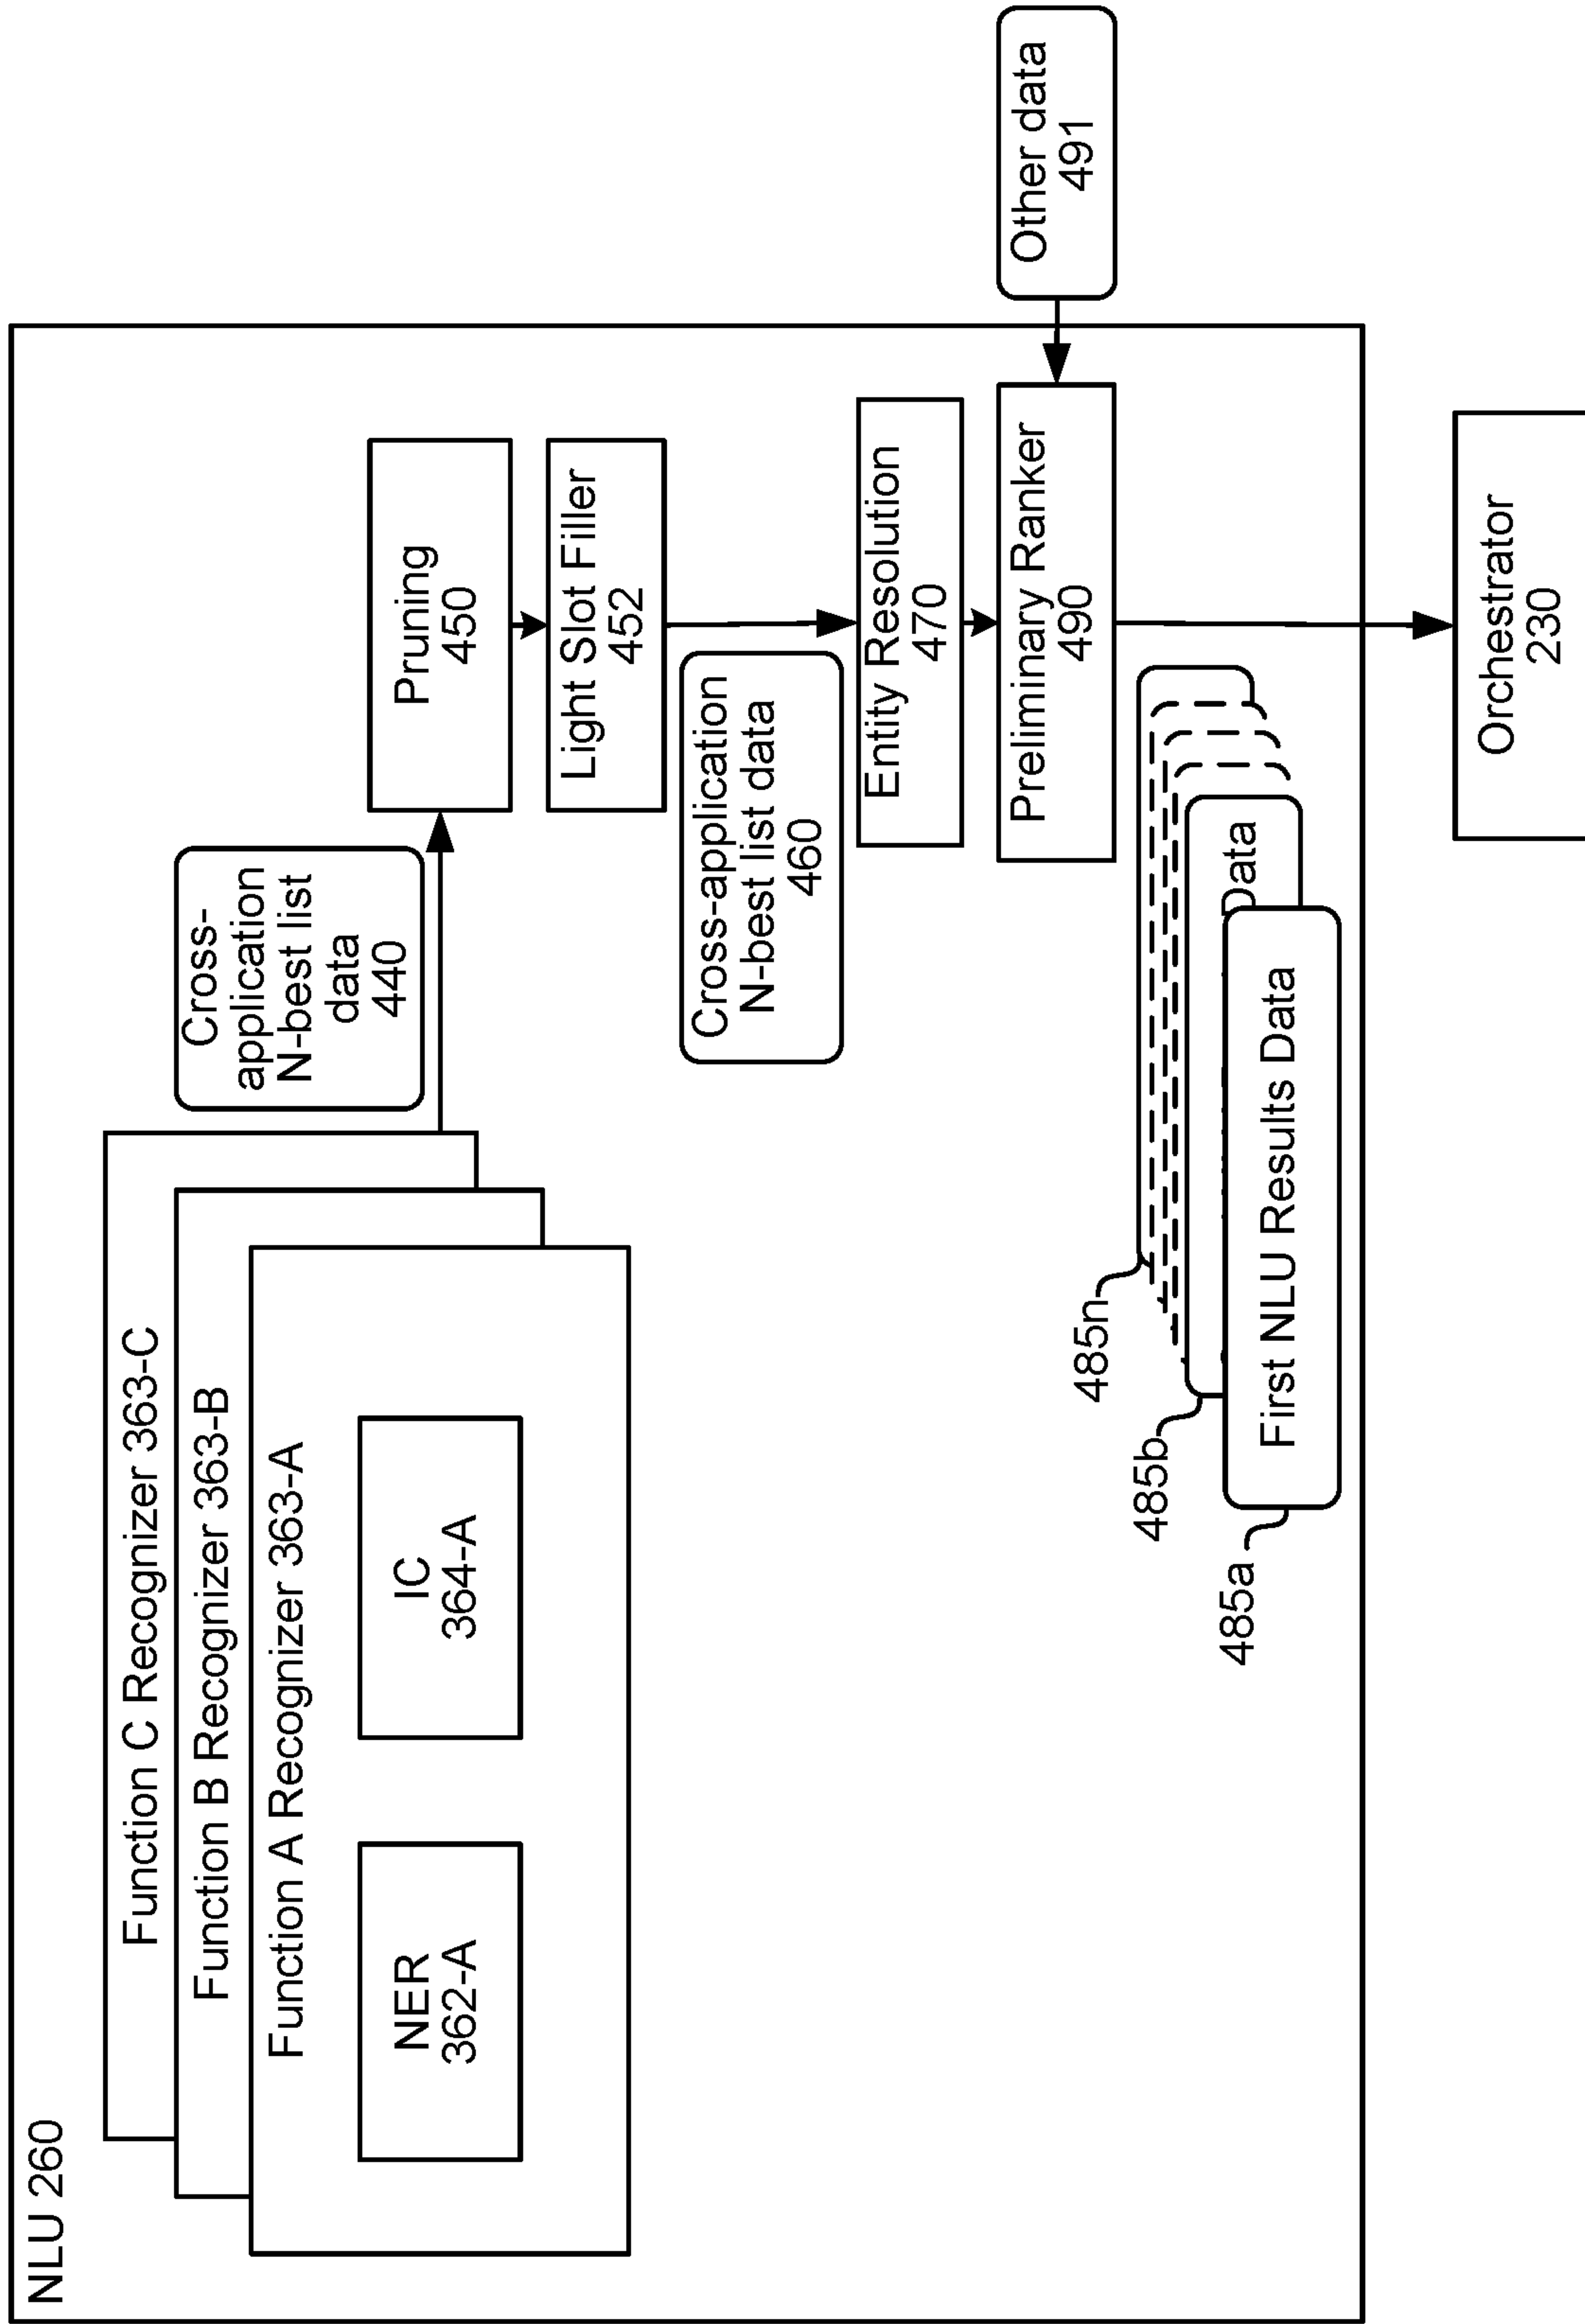 NLU 260
Function C Recognizer 363-C
Function B Recognizer 363-B
Function A Recognizer 363-A
NER
362-A
IC
364-A
Cross-
application
N-best list
data
440
Pruning
450
Light Slot Filler
452
Cross-application
N-best list data
460
Entity Resolution
470
Preliminary Ranker
490
Other data
491
485n
485b
485a
Data
First NLU Results Data
Orchestrator
230